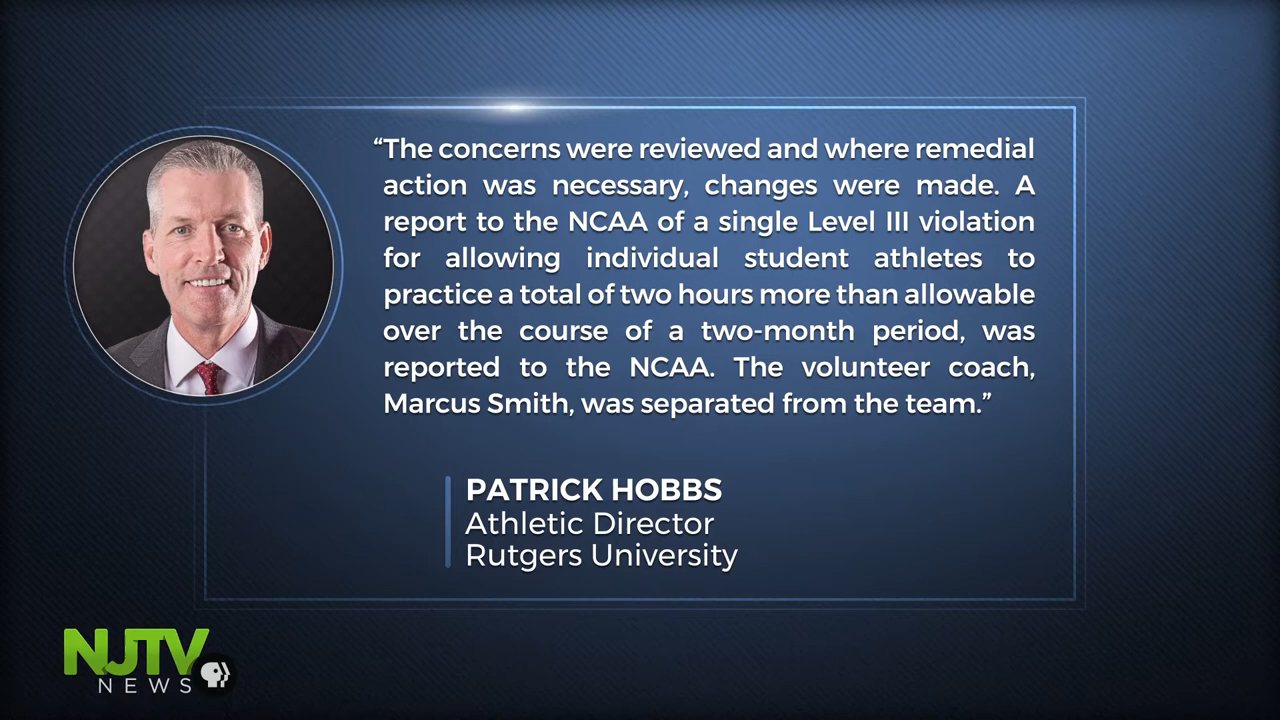 “The concerns were reviewed and where remedial
action was necessary, changes were made. A
report to the NCAA of a single Level III violation
for allowing individual student athletes to
practice a total of two hours more than allowable
over the course of a two-month period, was
reported to the NCAA. The volunteer coach,
Marcus Smith, was separated from the team.”
PATRICK HOBBS
Athletic Director
Rutgers University
NJTV
NEWS